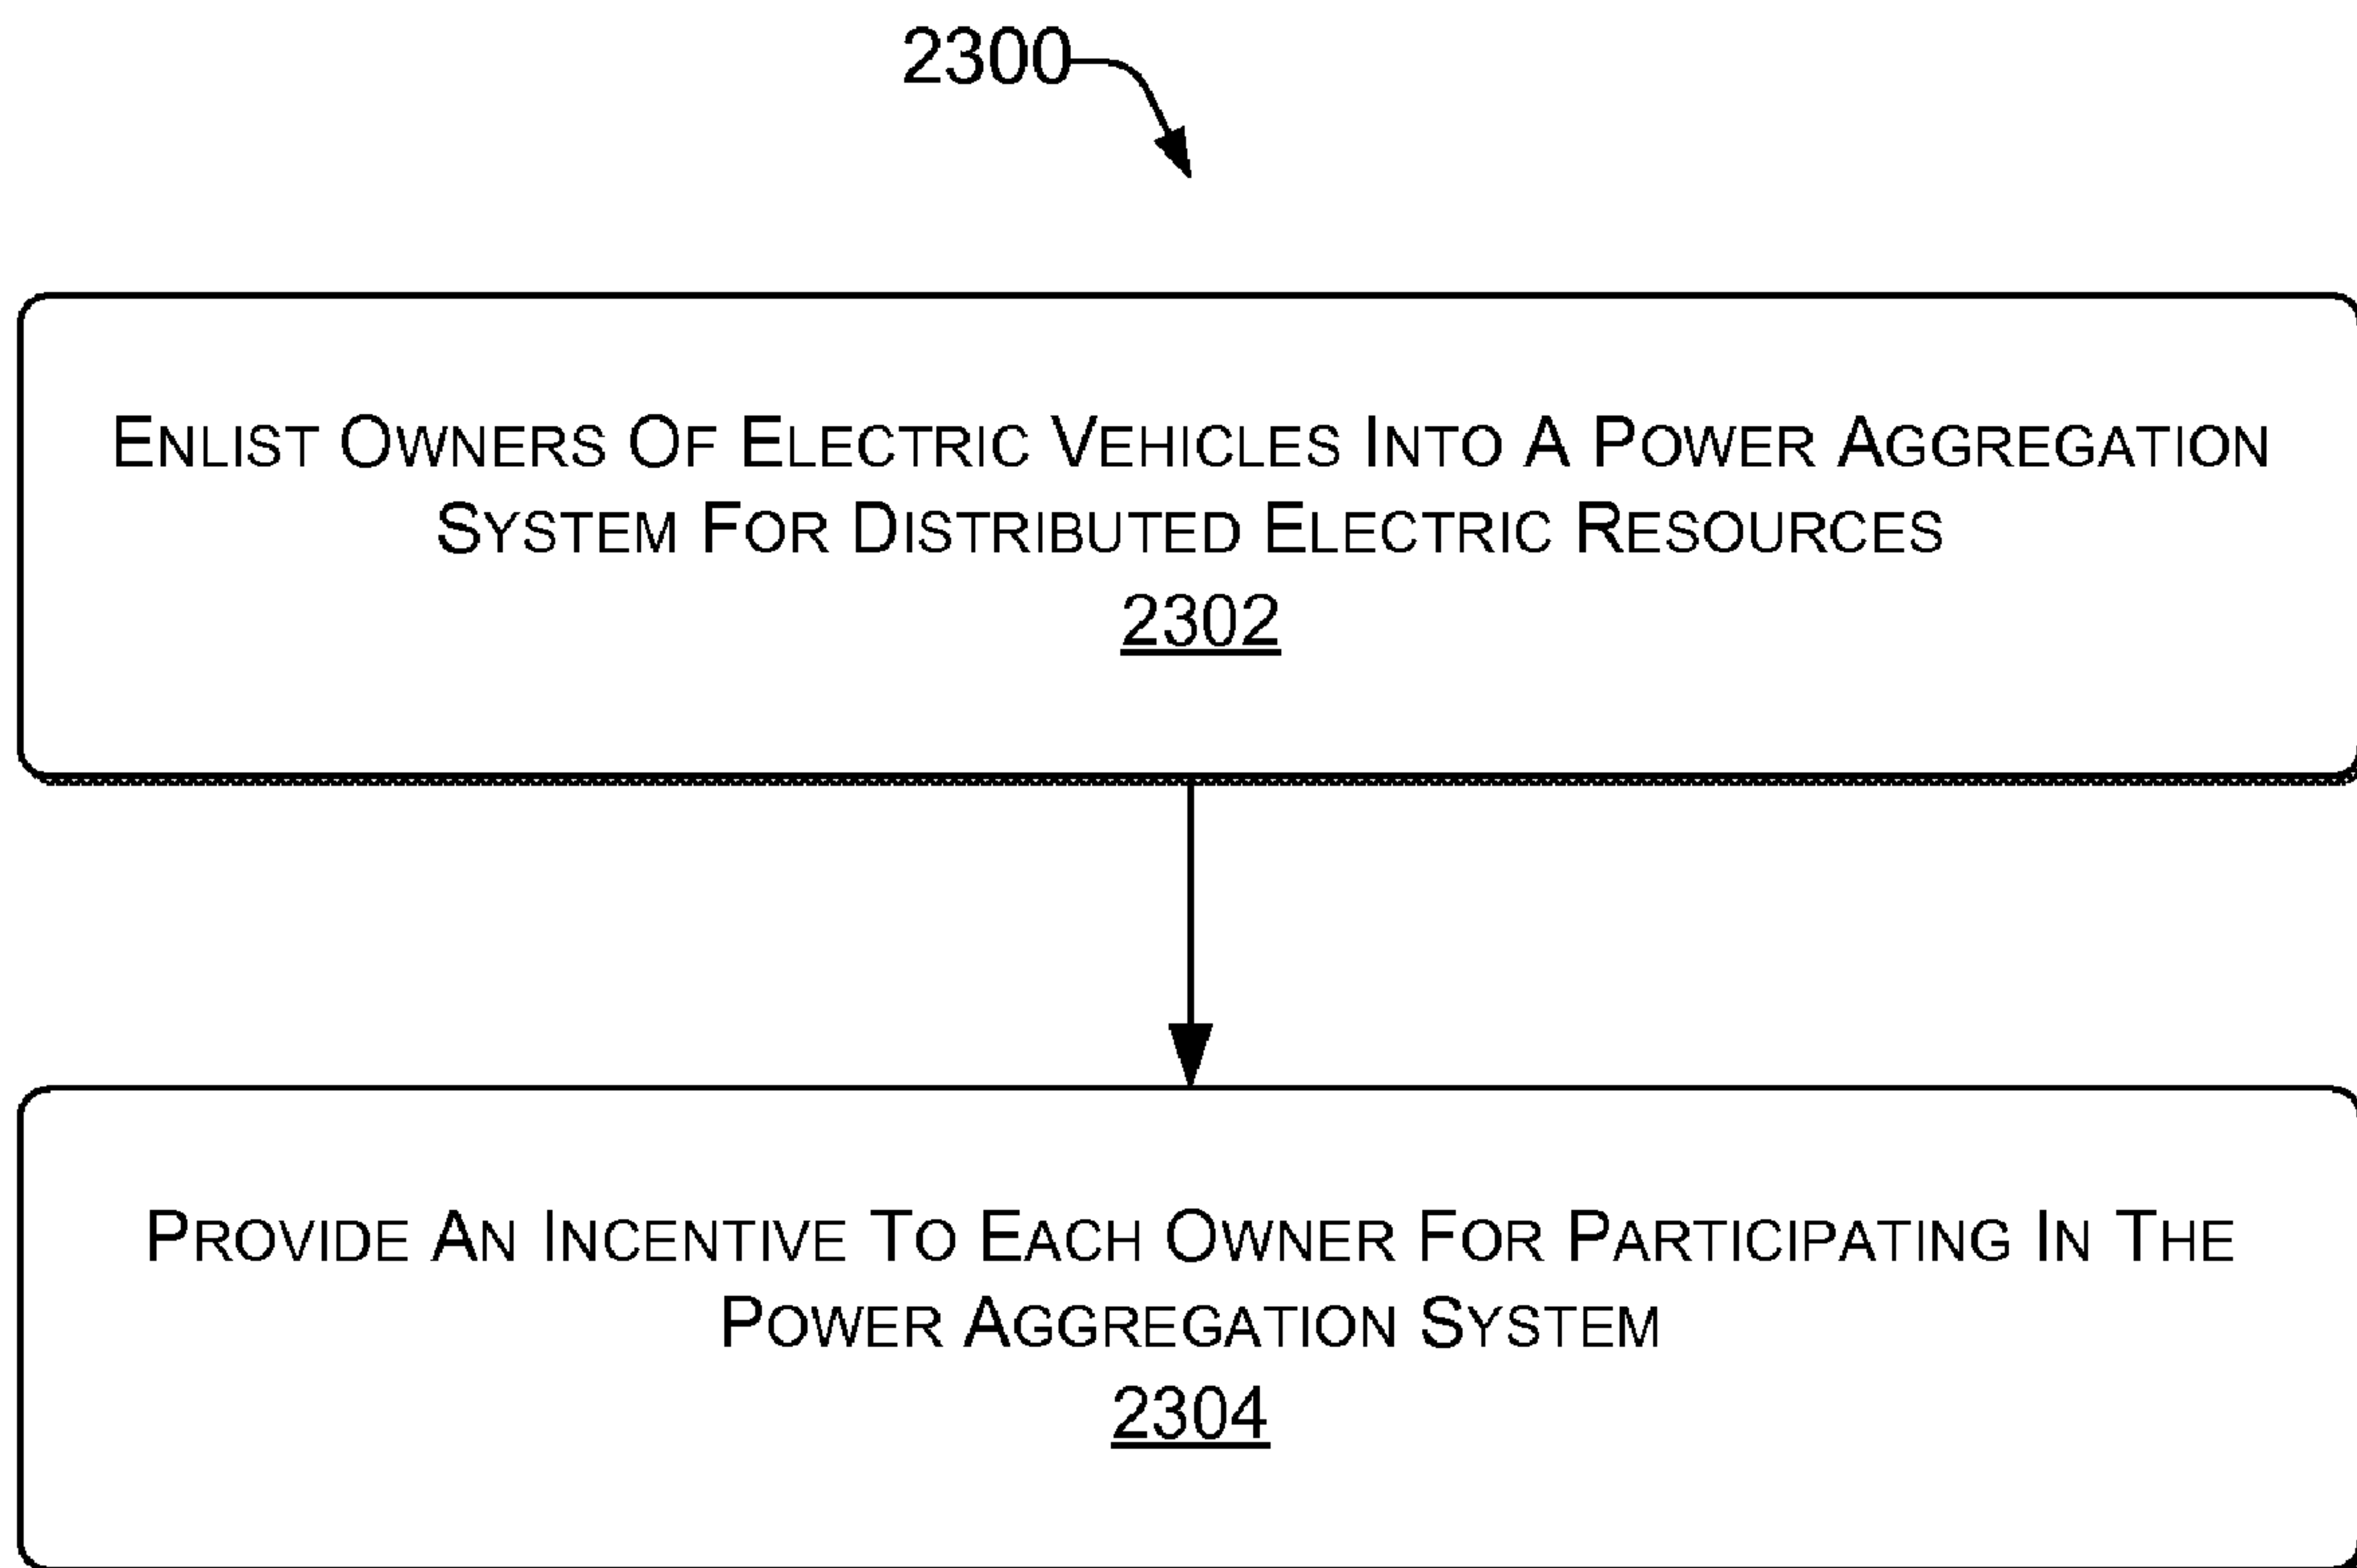 2300
ENLIST OWNERS OF ELECTRIC VEHICLES INTO A POWER AGGREGATION
SYSTEM FOR DISTRIBUTED ELECTRIC RESOURCES
2302
PROVIDE AN INCENTIVE TO EACH OWNER FOR PARTICIPATING IN THE
POWER AGGREGATION SYSTEM
2304